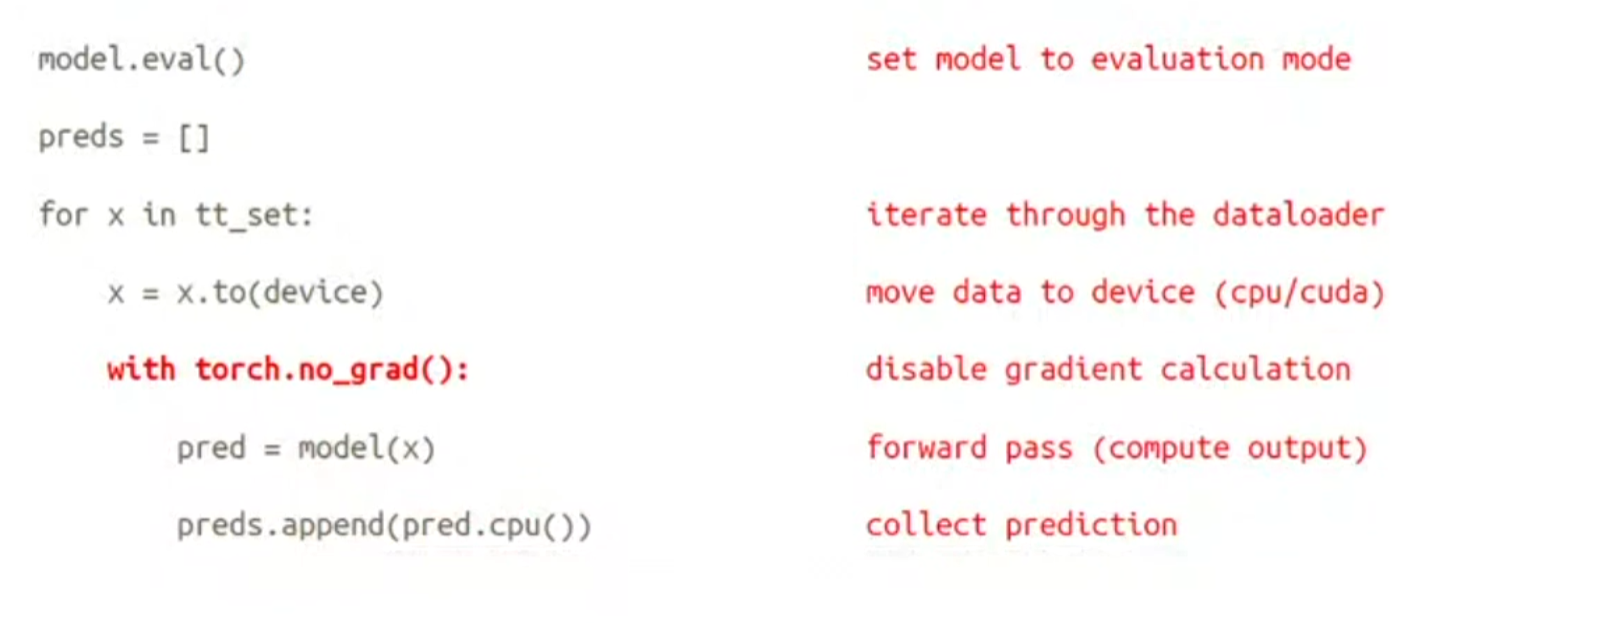 model.eval() set model to evaluation mode
preds = []
for x in tt_set: iterate through the dataloader
x = x.to(device) move data to device (cpu/cuda)
with torch.no_grad(): disable gradient calculation
pred = model(x) forward pass (compute output)
preds.append(pred.cpu()) collect prediction